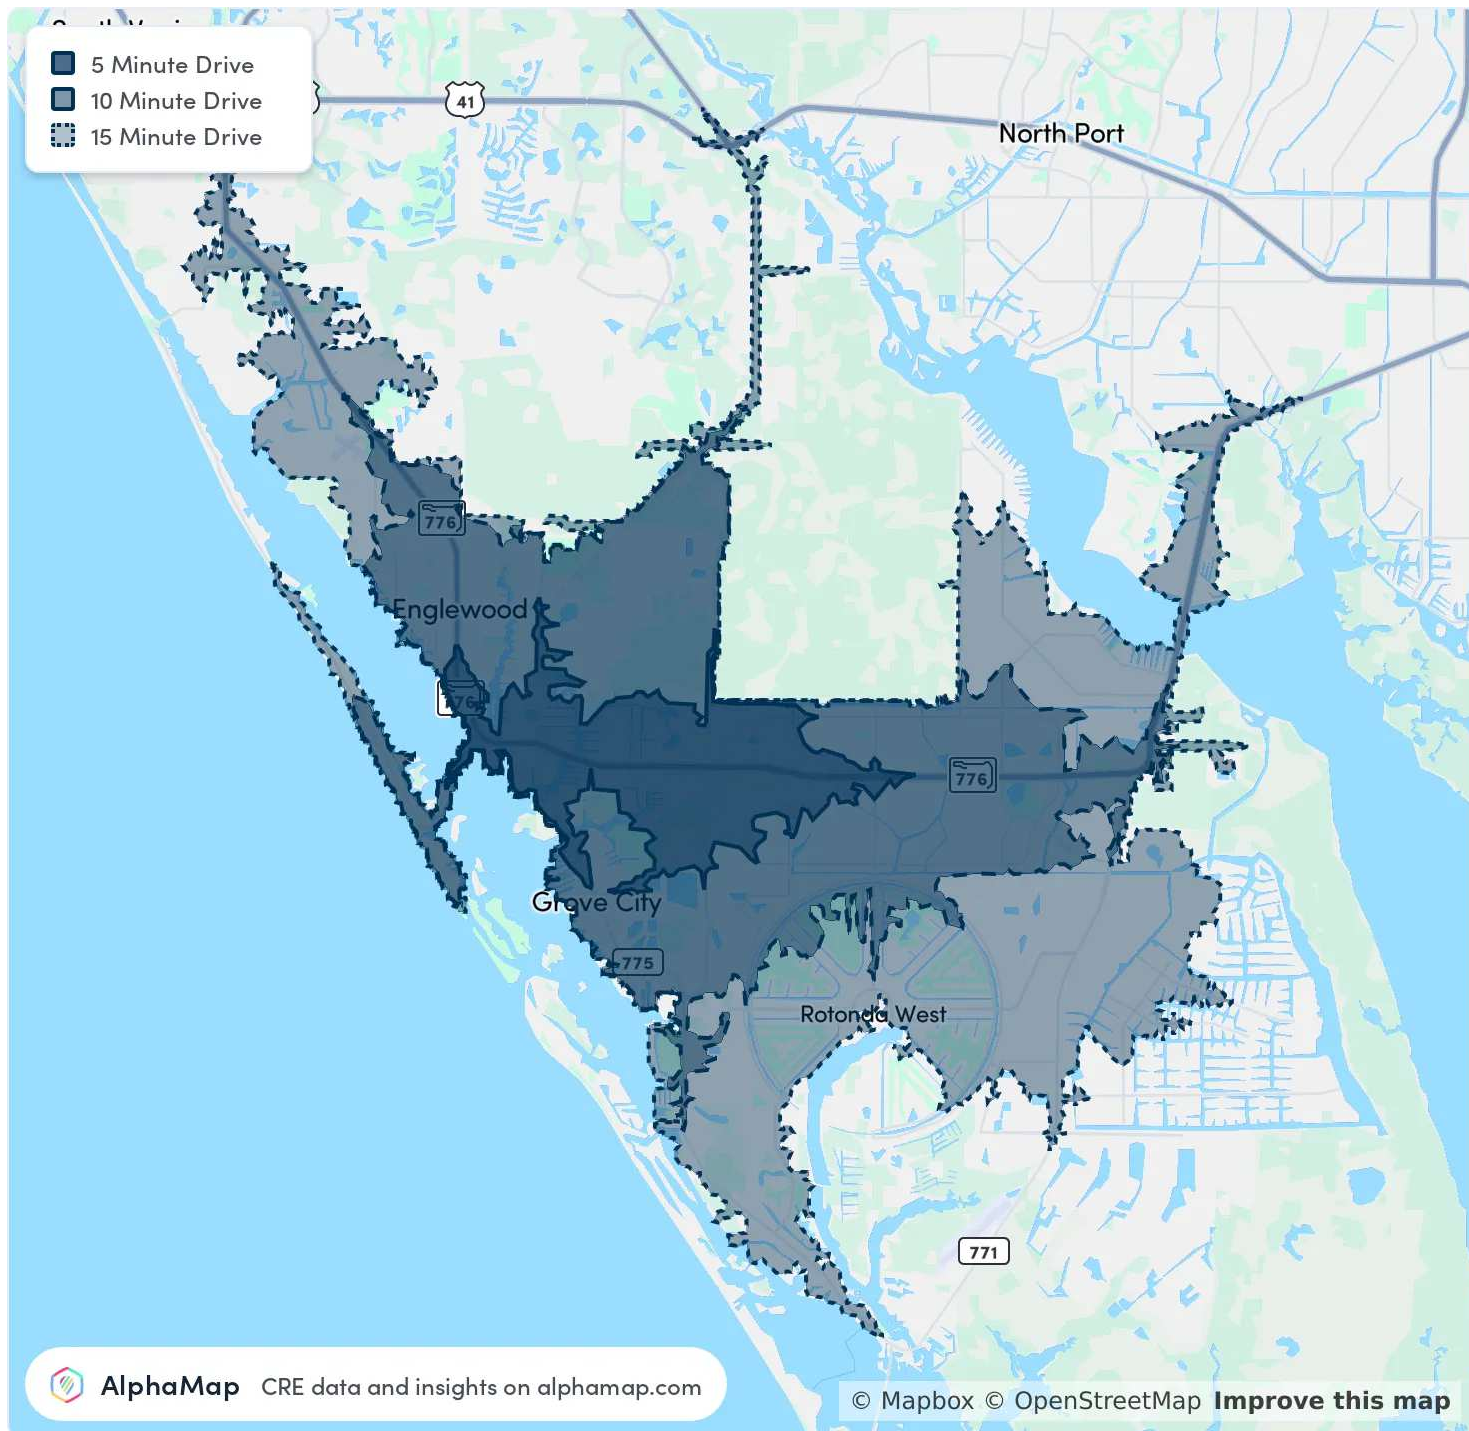 5 Minute Drive
10 Minute Drive
15 Minute Drive
41
North Port
776
Englewood
776
776
Grove City
775
Rotonda West
771
AlphaMap CRE data and insights on alphamap.com
© Mapbox © OpenStreetMap Improve this map